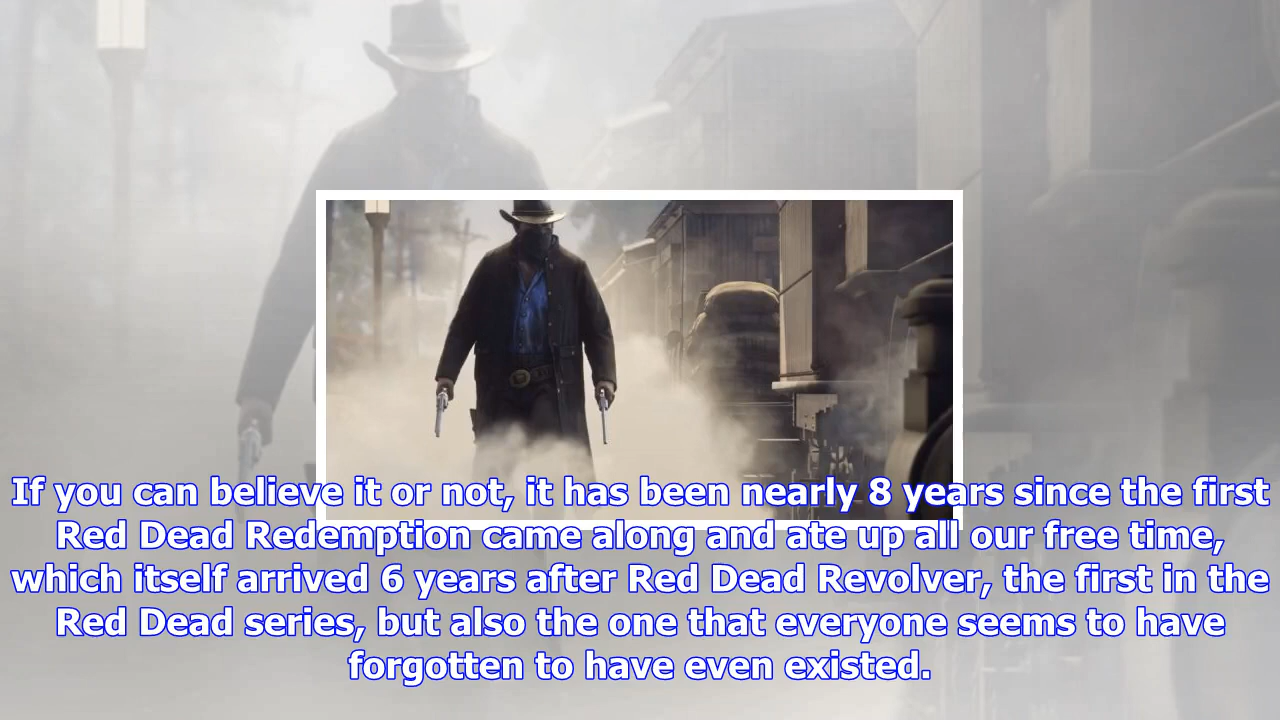 If you can believe it or not, it has been nearly 8 years since the first
Red Dead Redemption came along and ate up all our free time,
which itself arrived 6 years after Red Dead Revolver, the first in the
Red Dead series, but also the one that everyone seems to have
forgotten to have even existed.